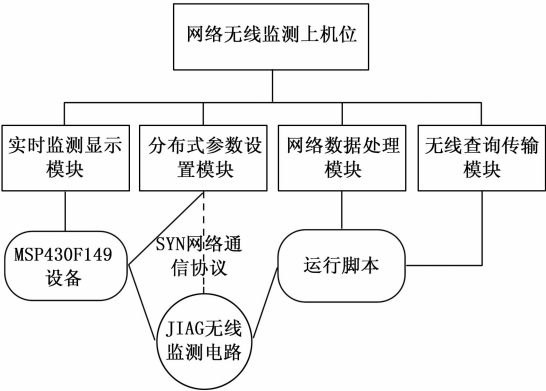 网络无线监测上机位
实时监测显示
模块
分布式参数设
置模块
网络数据处理
模块
无线查询传输
模块
MSP430F149
设备
SYN网络通
信协议
运行脚本
JIAG无线
监测电路